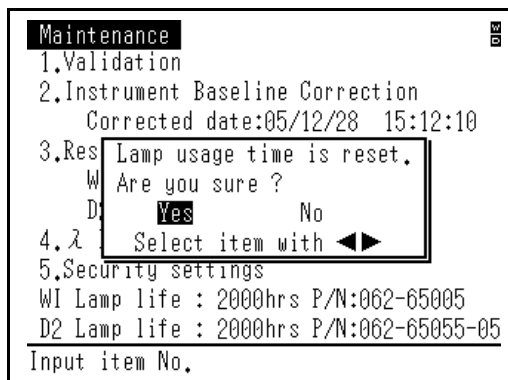 Maintenance
W
D
1.Validation
2.Instrument Baseline Correction
Corrected date:05/12/28 15:12:10
3.Res
W
D
Lamp usage time is reset.
Are you sure ?
Yes No
Select item with ◀▶
4.λ
5.Security settings
WI Lamp life : 2000hrs P/N:062-65005
D2 Lamp life : 2000hrs P/N:062-65055-05
Input item No.